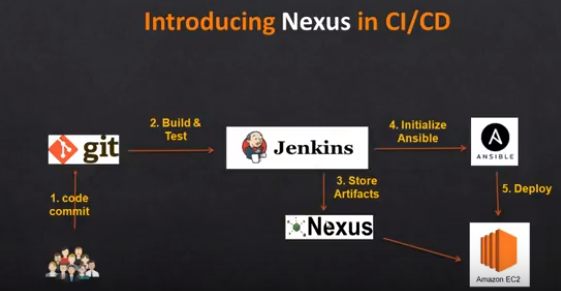 Introducing Nexus in CI/CD
2. Build &
Test
4. Initialize
Ansible
git
Jenkins
A
ANSIBLE
1. code
commit
3. Store
Artifacts
5. Deploy
Nexus
Amazon EC2